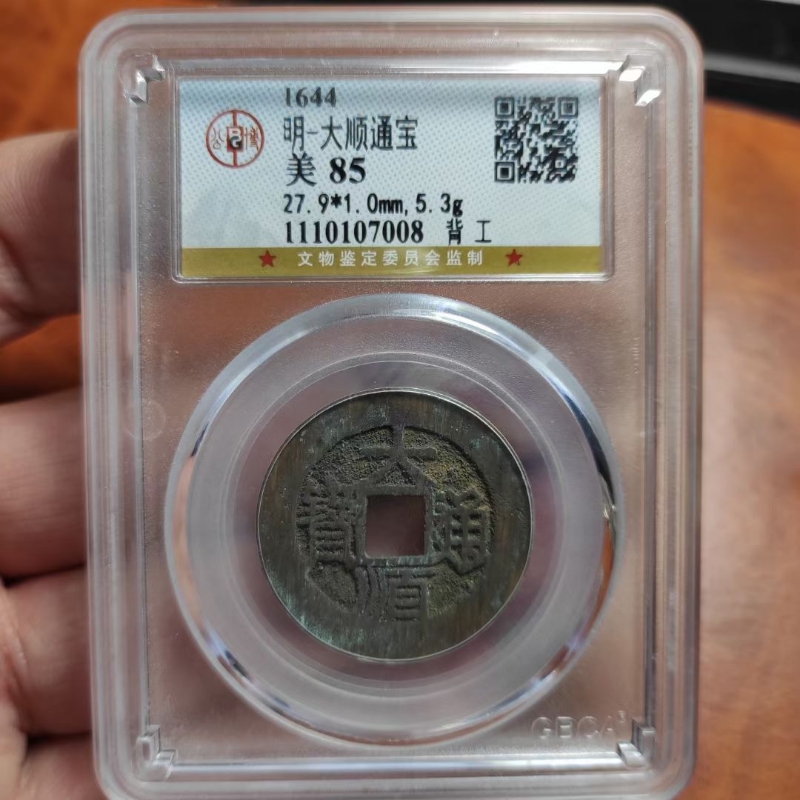 1644
明-大顺通宝
美 85
27.9*1.0mm,5.3g
1110107008 背工
★ 文物鉴定委员会监制 ★
大
寶 通
順
GBCA